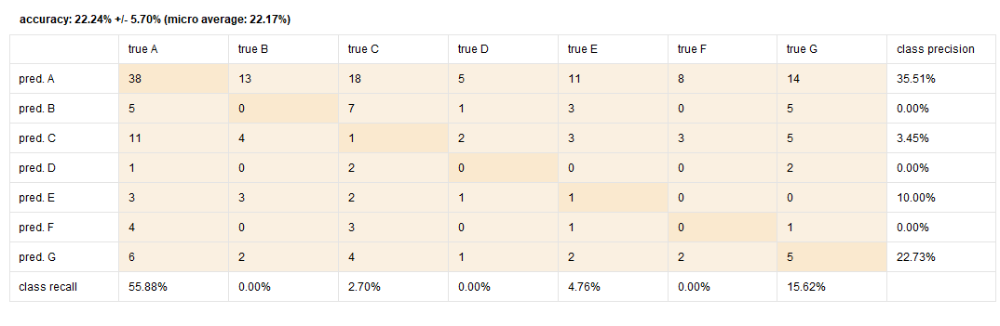 accuracy: 22.24% +/- 5.70% (micro average: 22.17%)
true A true B true C true D true E true F true G class precision
pred. A 38 13 18 5 11 8 14 35.51%
pred. B 5 0 7 1 3 0 5 0.00%
pred. C 11 4 1 2 3 3 5 3.45%
pred. D 1 0 2 0 0 0 2 0.00%
pred. E 3 3 2 1 1 0 0 10.00%
pred. F 4 0 3 0 1 0 1 0.00%
pred. G 6 2 4 1 2 2 5 22.73%
class recall 55.88% 0.00% 2.70% 0.00% 4.76% 0.00% 15.62%